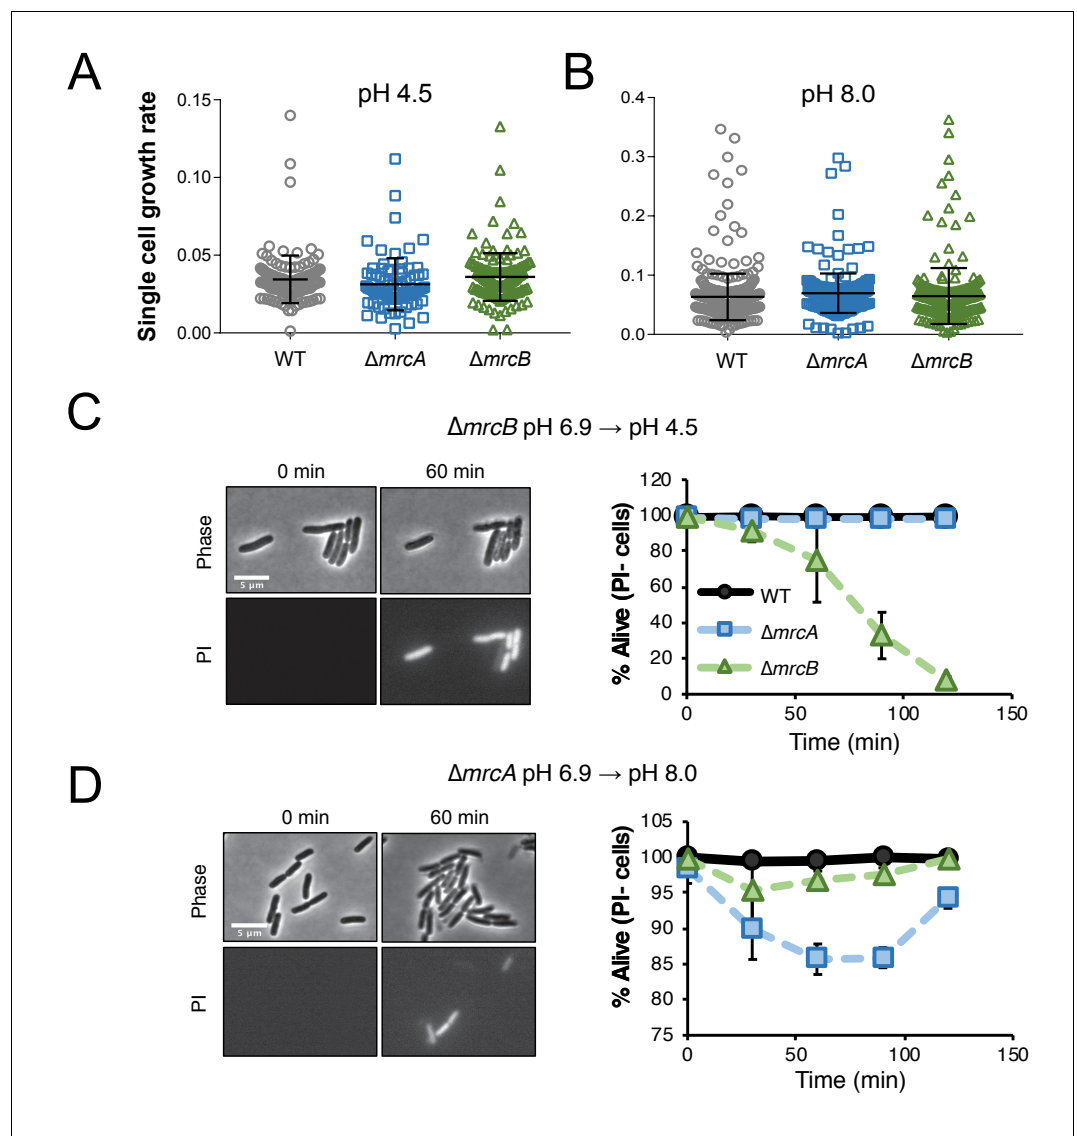 A
pH 4.5
Single cell growth rate
0.15
0.10
0.05
0.00
WT
ΔmrcA
ΔmrcB
B
pH 8.0
0.4
0.3
0.2
0.1
0.0
WT
ΔmrcA
ΔmrcB
C
ΔmrcB pH 6.9 → pH 4.5
0 min
60 min
Phase
PI
5 μm
% Alive (PI- cells)
120
100
80
60
40
20
0
WT
ΔmrcA
ΔmrcB
0
50
100
150
Time (min)
D
ΔmrcA pH 6.9 → pH 8.0
0 min
60 min
Phase
PI
5 μm
% Alive (PI- cells)
105
100
95
90
85
80
75
0
50
100
150
Time (min)